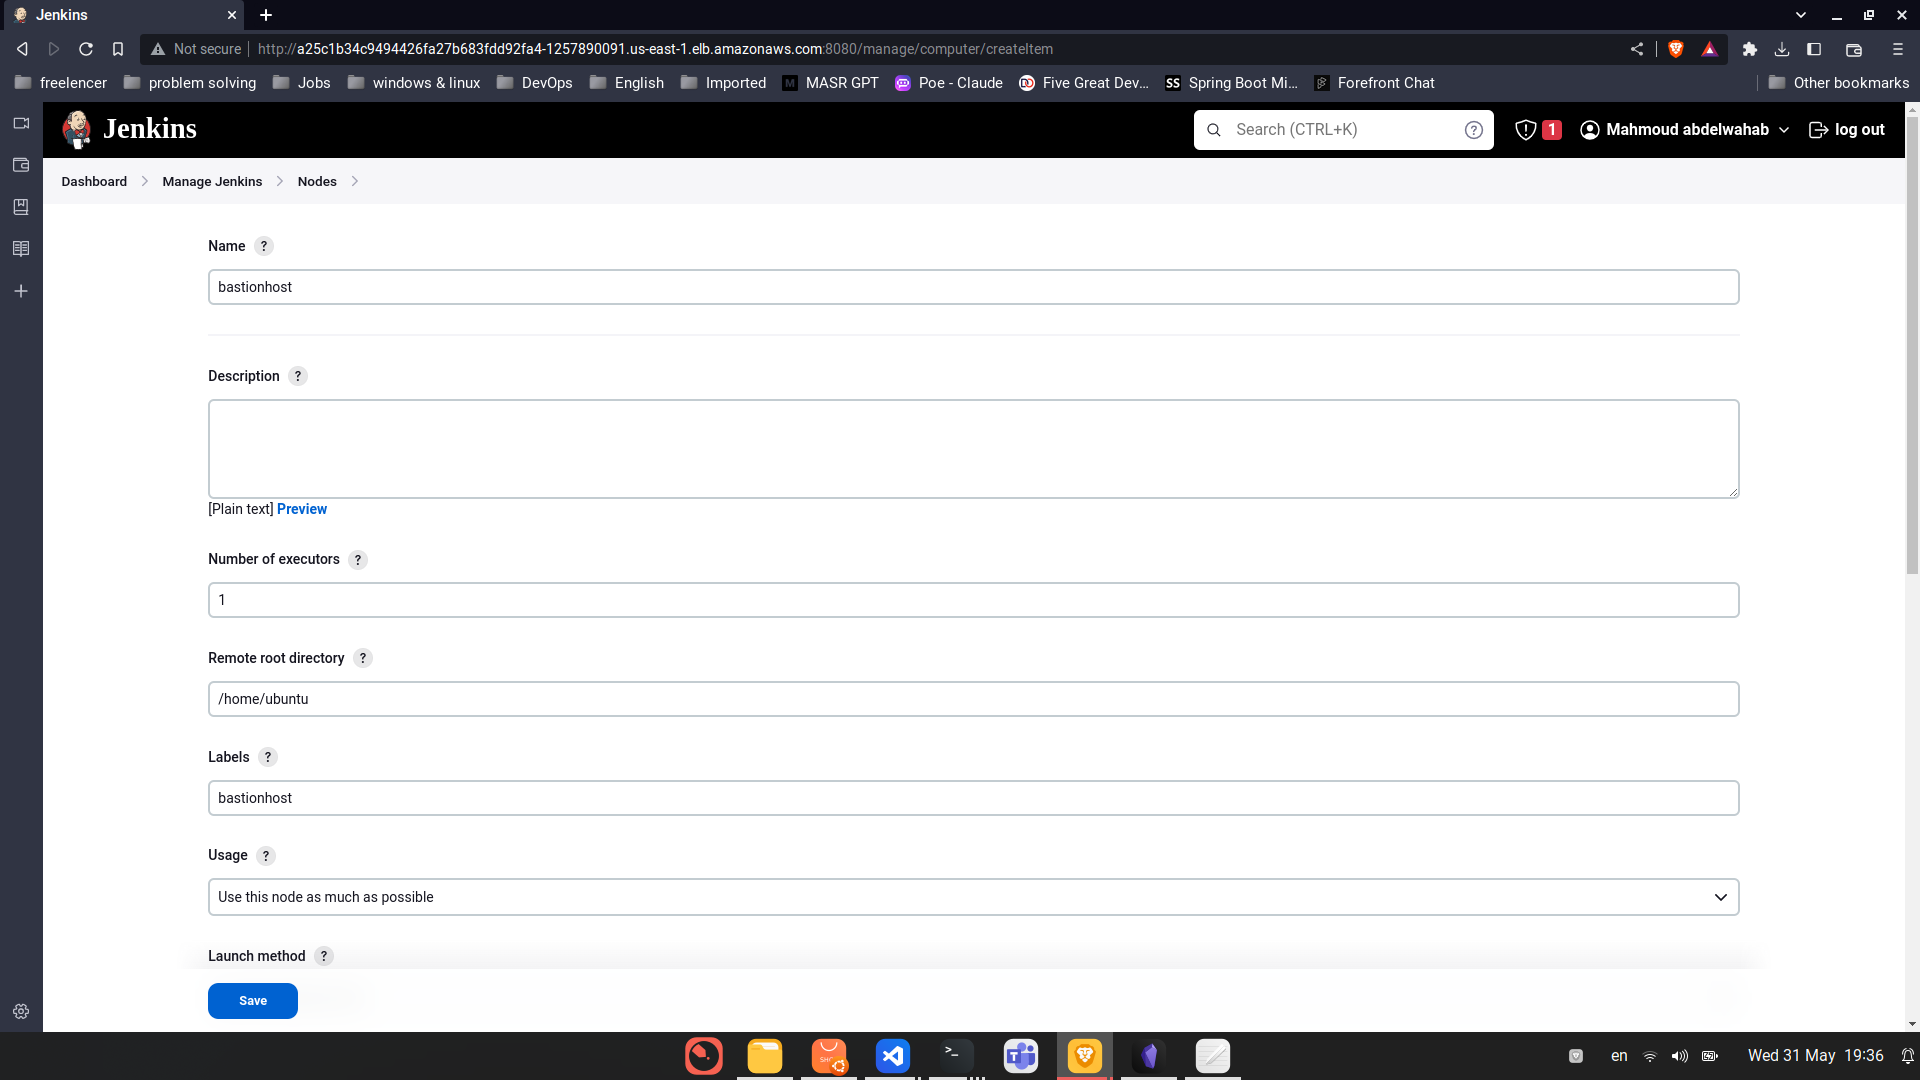 Jenkins
Not secure
http://a25c1b34c9494426fa27b683fdd92fa4-1257890091.us-east-1.elb.amazonaws.com:8080/manage/computer/createItem
freelencer problem solving Jobs windows & linux DevOps English Imported MASR GPT Poe - Claude Five Great Dev... SS Spring Boot Mi... Forefront Chat Other bookmarks
Jenkins
Search (CTRL+K) ?
1
Mahmoud abdelwahab
log out
Dashboard Manage Jenkins Nodes
Name ?
bastionhost
Description ?
[Plain text] Preview
Number of executors ?
1
Remote root directory ?
/home/ubuntu
Labels ?
bastionhost
Usage ?
Use this node as much as possible
Launch method ?
Save
en
Wed 31 May 19:36